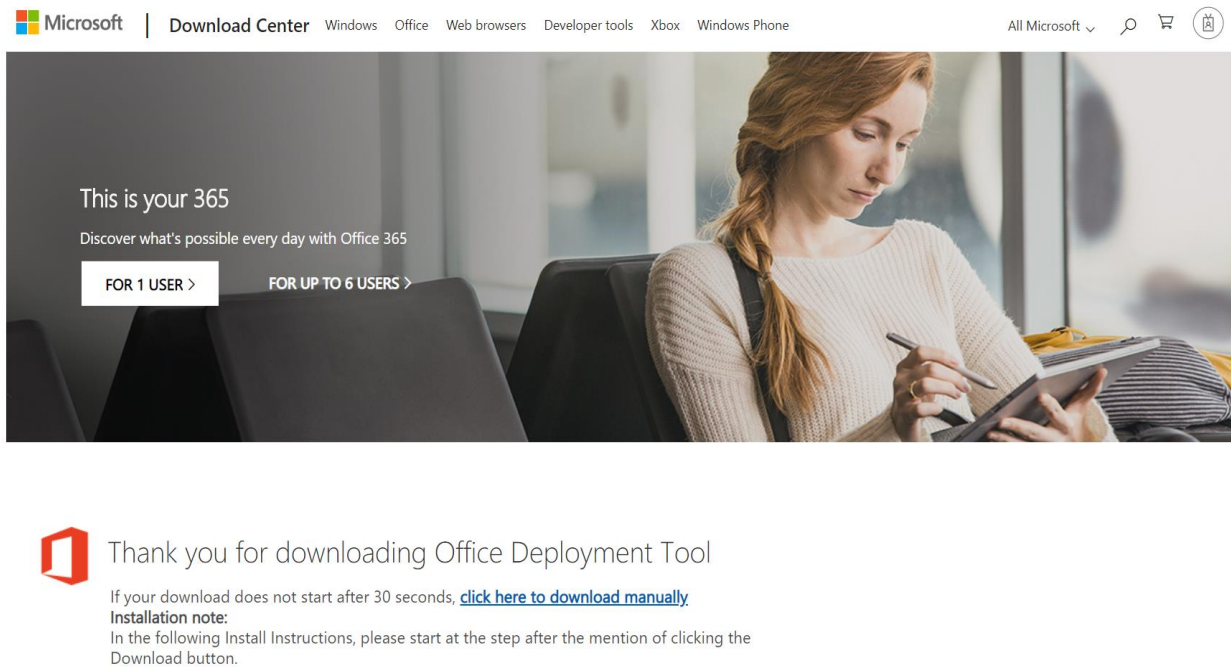 Microsoft | Download Center Windows Office Web browsers Developer tools Xbox Windows Phone All Microsoft
This is your 365
Discover what's possible every day with Office 365
FOR 1 USER > FOR UP TO 6 USERS >
Thank you for downloading Office Deployment Tool
If your download does not start after 30 seconds, click here to download manually
Installation note:
In the following Install Instructions, please start at the step after the mention of clicking the
Download button.